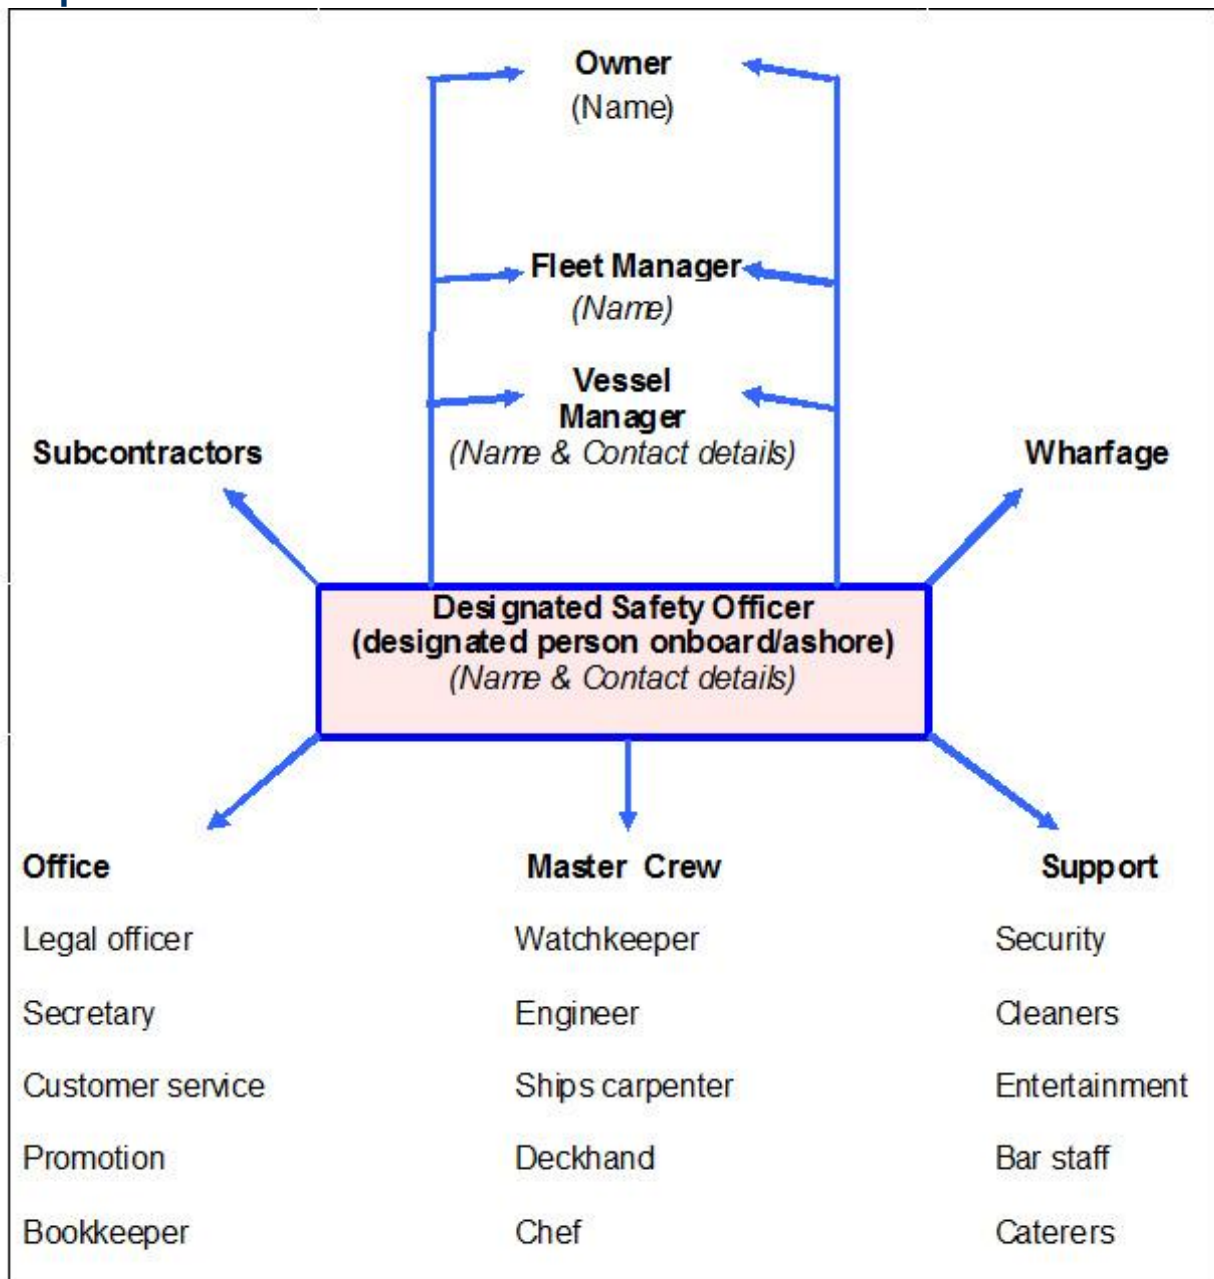 Owner
(Name)
Fleet Manager
(Name)
Vessel
Manager
(Name & Contact details)
Subcontractors
Wharfage
Designated Safety Officer
(designated person onboard/ashore)
(Name & Contact details)
Office
Master Crew
Support
Legal officer
Watchkeeper
Security
Secretary
Engineer
Cleaners
Customer service
Ships carpenter
Entertainment
Promotion
Deckhand
Bar staff
Bookkeeper
Chef
Caterers